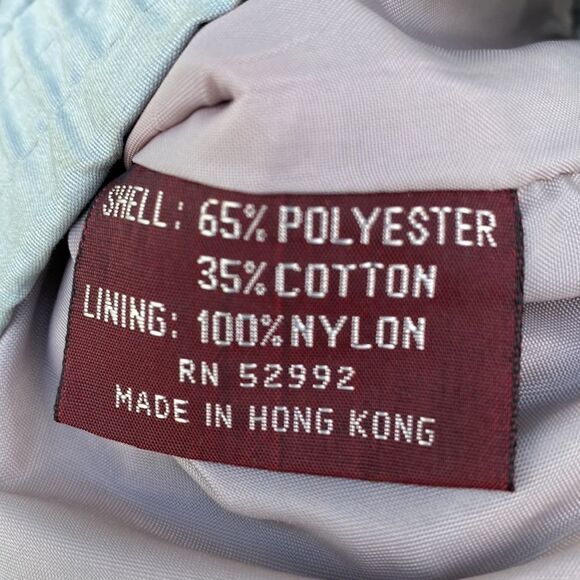 SHELL: 65% POLYESTER
35% COTTON
LINING: 100% NYLON
RN 52992
MADE IN HONG KONG